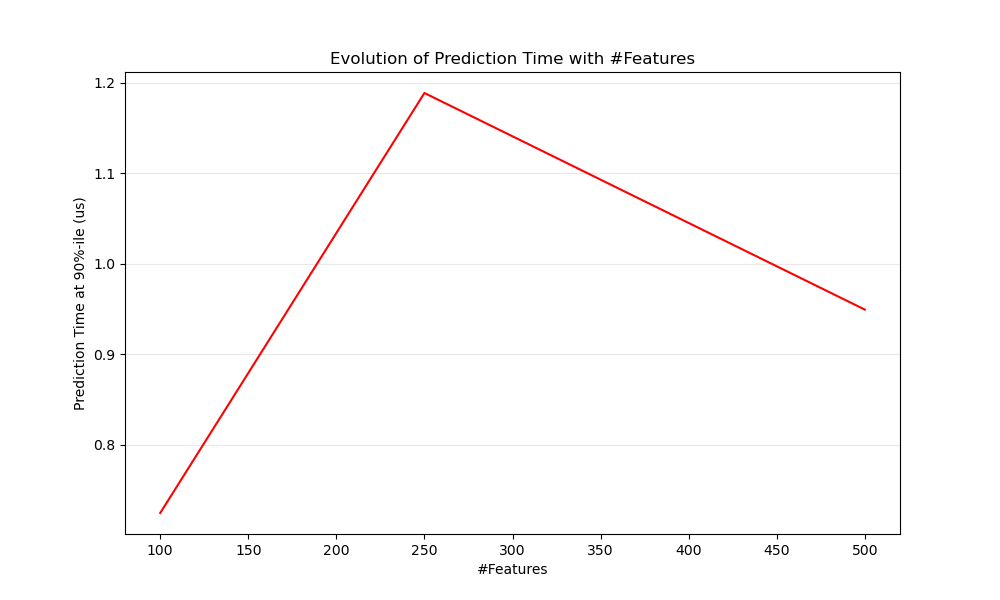 Evolution of Prediction Time with #Features
Prediction Time at 90%-ile (us)
1.2
1.1
1.0
0.9
0.8
100 150 200 250 300 350 400 450 500
#Features